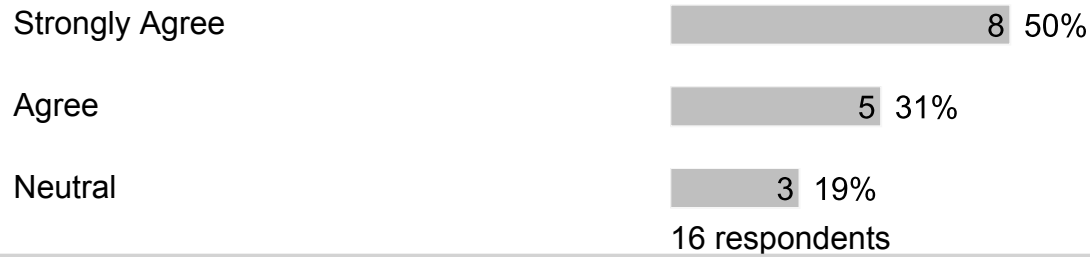 Strongly Agree 8 50%
Agree 5 31%
Neutral 3 19%
16 respondents